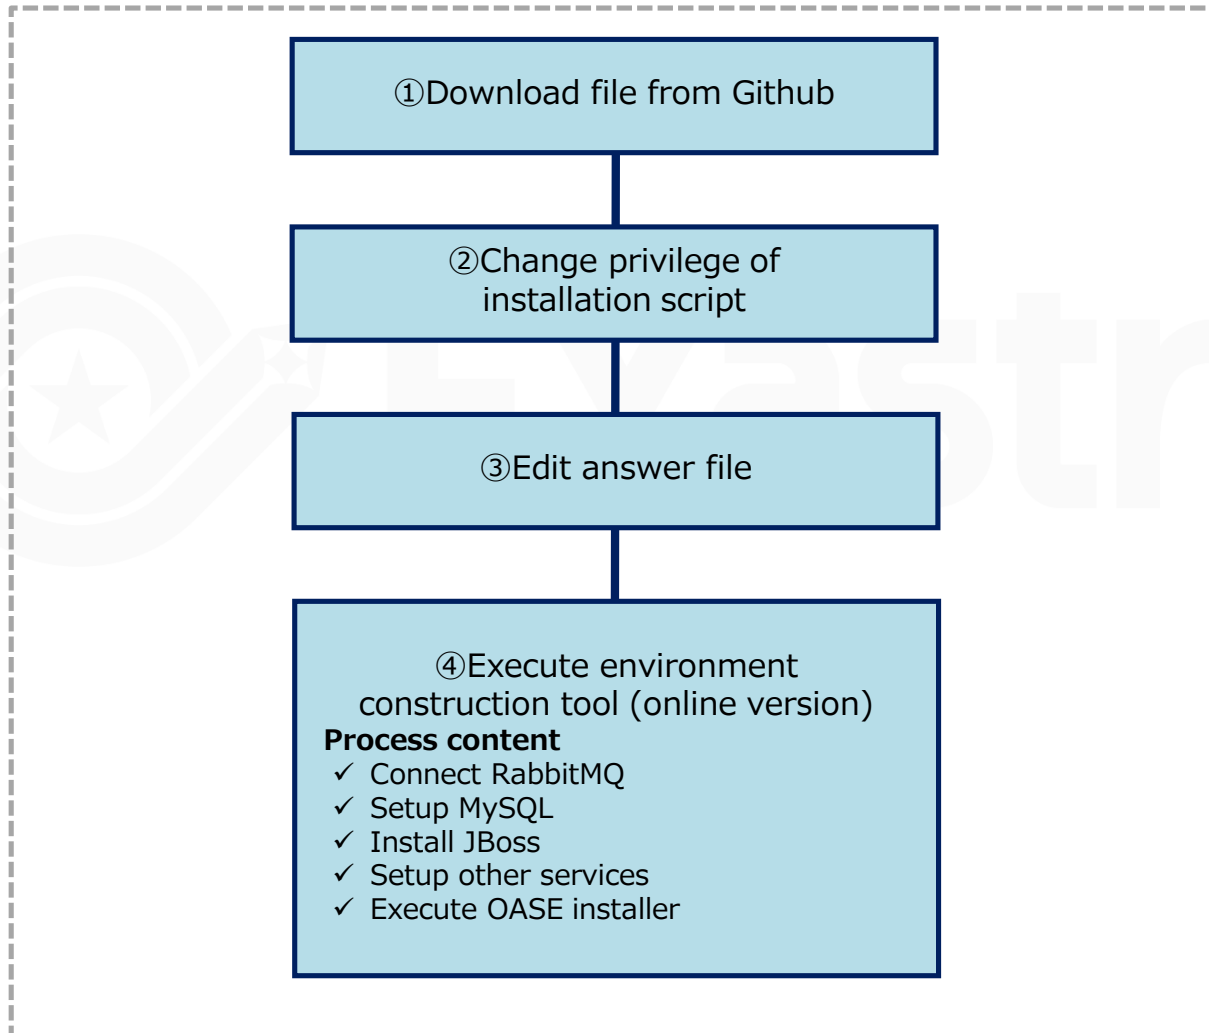 ①Download file from Github
②Change privilege of
installation script
③Edit answer file
④Execute environment
construction tool (online version)
Process content
✓ Connect RabbitMQ
✓ Setup MySQL
✓ Install JBoss
✓ Setup other services
✓ Execute OASE installer